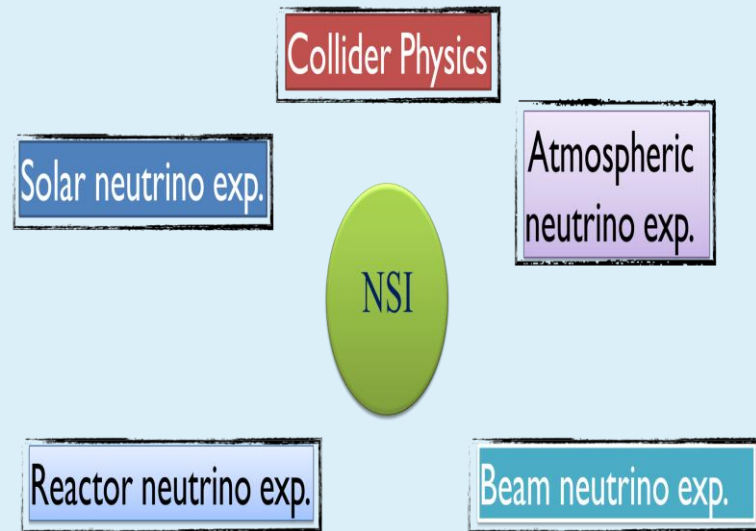 Collider Physics
Solar neutrino exp.
Atmospheric
neutrino exp.
NSI
Reactor neutrino exp.
Beam neutrino exp.